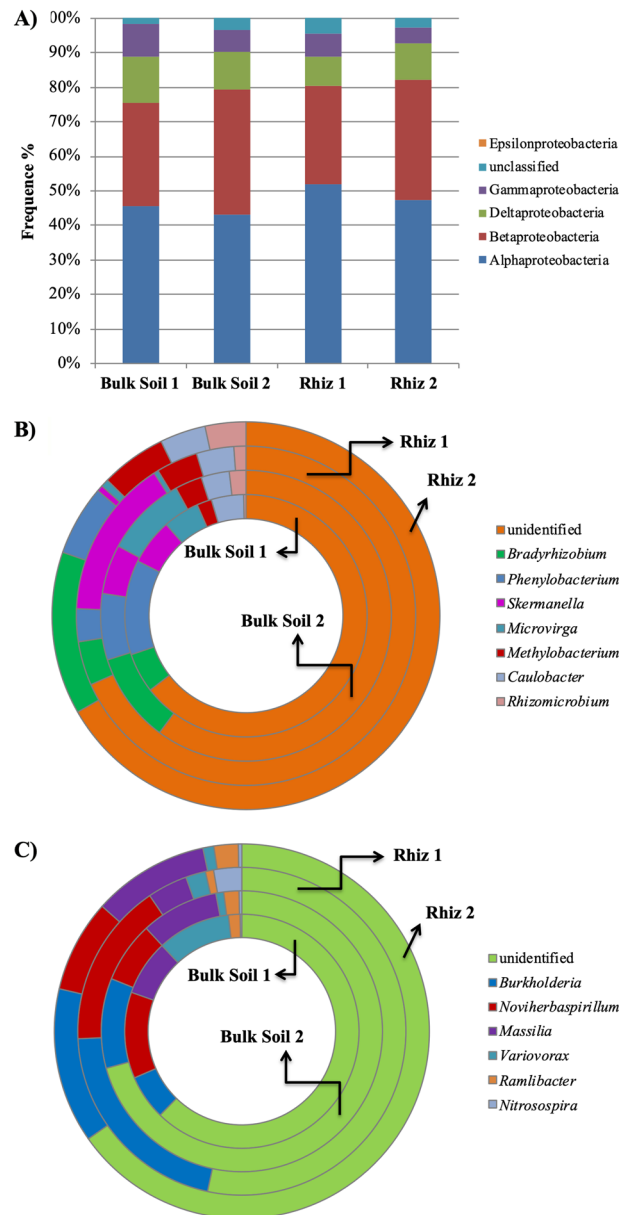 A)
00%
90%
80%
70%
60%
50%
40%
30%
20%
10%
0%
Frequence %
Bulk Soil 1
Bulk Soil 2
Rhiz 1
Rhiz 2
Epsilonproteobacteria
unclassified
Gammaproteobacteria
Deltaproteobacteria
Betaproteobacteria
Alphaproteobacteria
B)
Rhiz 1
Rhiz 2
Bulk Soil 1
Bulk Soil 2
unidentified
Bradyrhizobium
Phenylobacterium
Skermanella
Microvirga
Methylobacterium
Caulobacter
Rhizomicrobium
C)
Rhiz 1
Rhiz 2
Bulk Soil 1
Bulk Soil 2
unidentified
Burkholderia
Noviherbaspirillum
Massilia
Variovorax
Ramlibacter
Nitrosospira